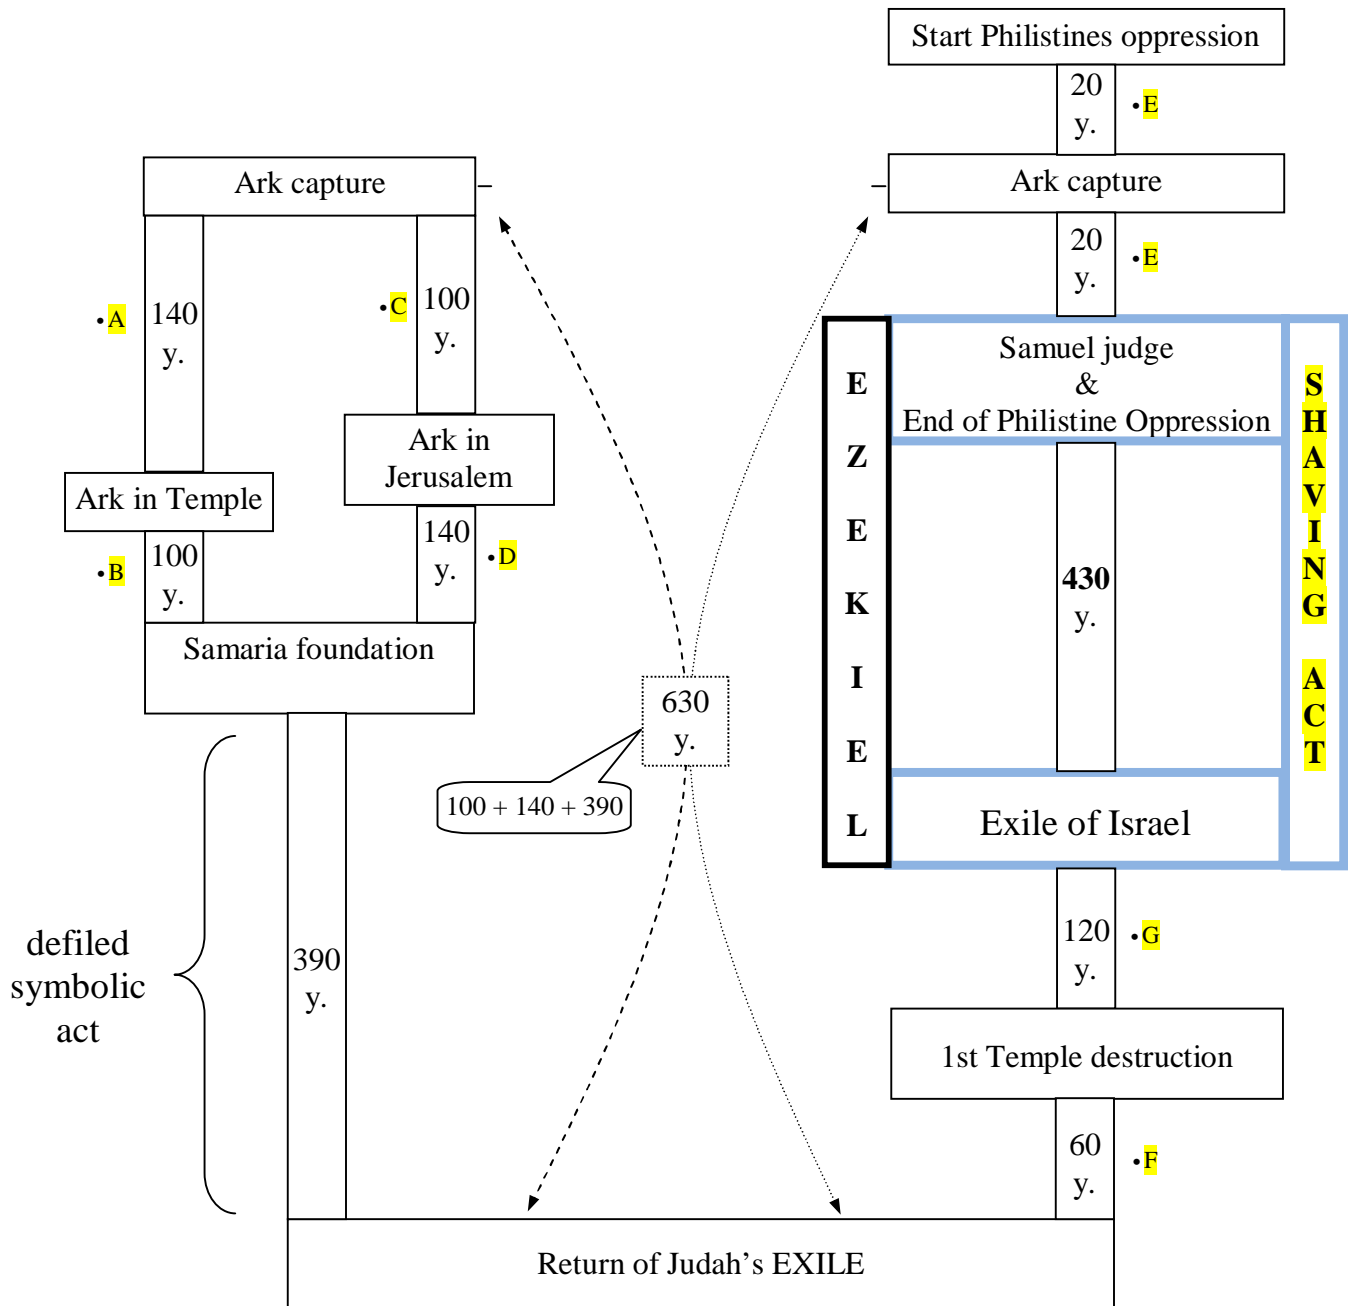 Start Philistines oppression
20
y.
•E
Ark capture
Ark capture
20
y.
•E
•A
140
y.
•C
100
y.
Ark in
Jerusalem
Ark in Temple
•B
100
y.
140
y.
•D
Samaria foundation
E
Z
E
K
I
E
L
Samuel judge
&
End of Philistine Oppression
S
H
A
V
I
N
G
A
C
T
430
y.
630
y.
100 + 140 + 390
Exile of Israel
defiled
symbolic
act
390
y.
120
y.
•G
1st Temple destruction
60
y.
•F
Return of Judah’s EXILE